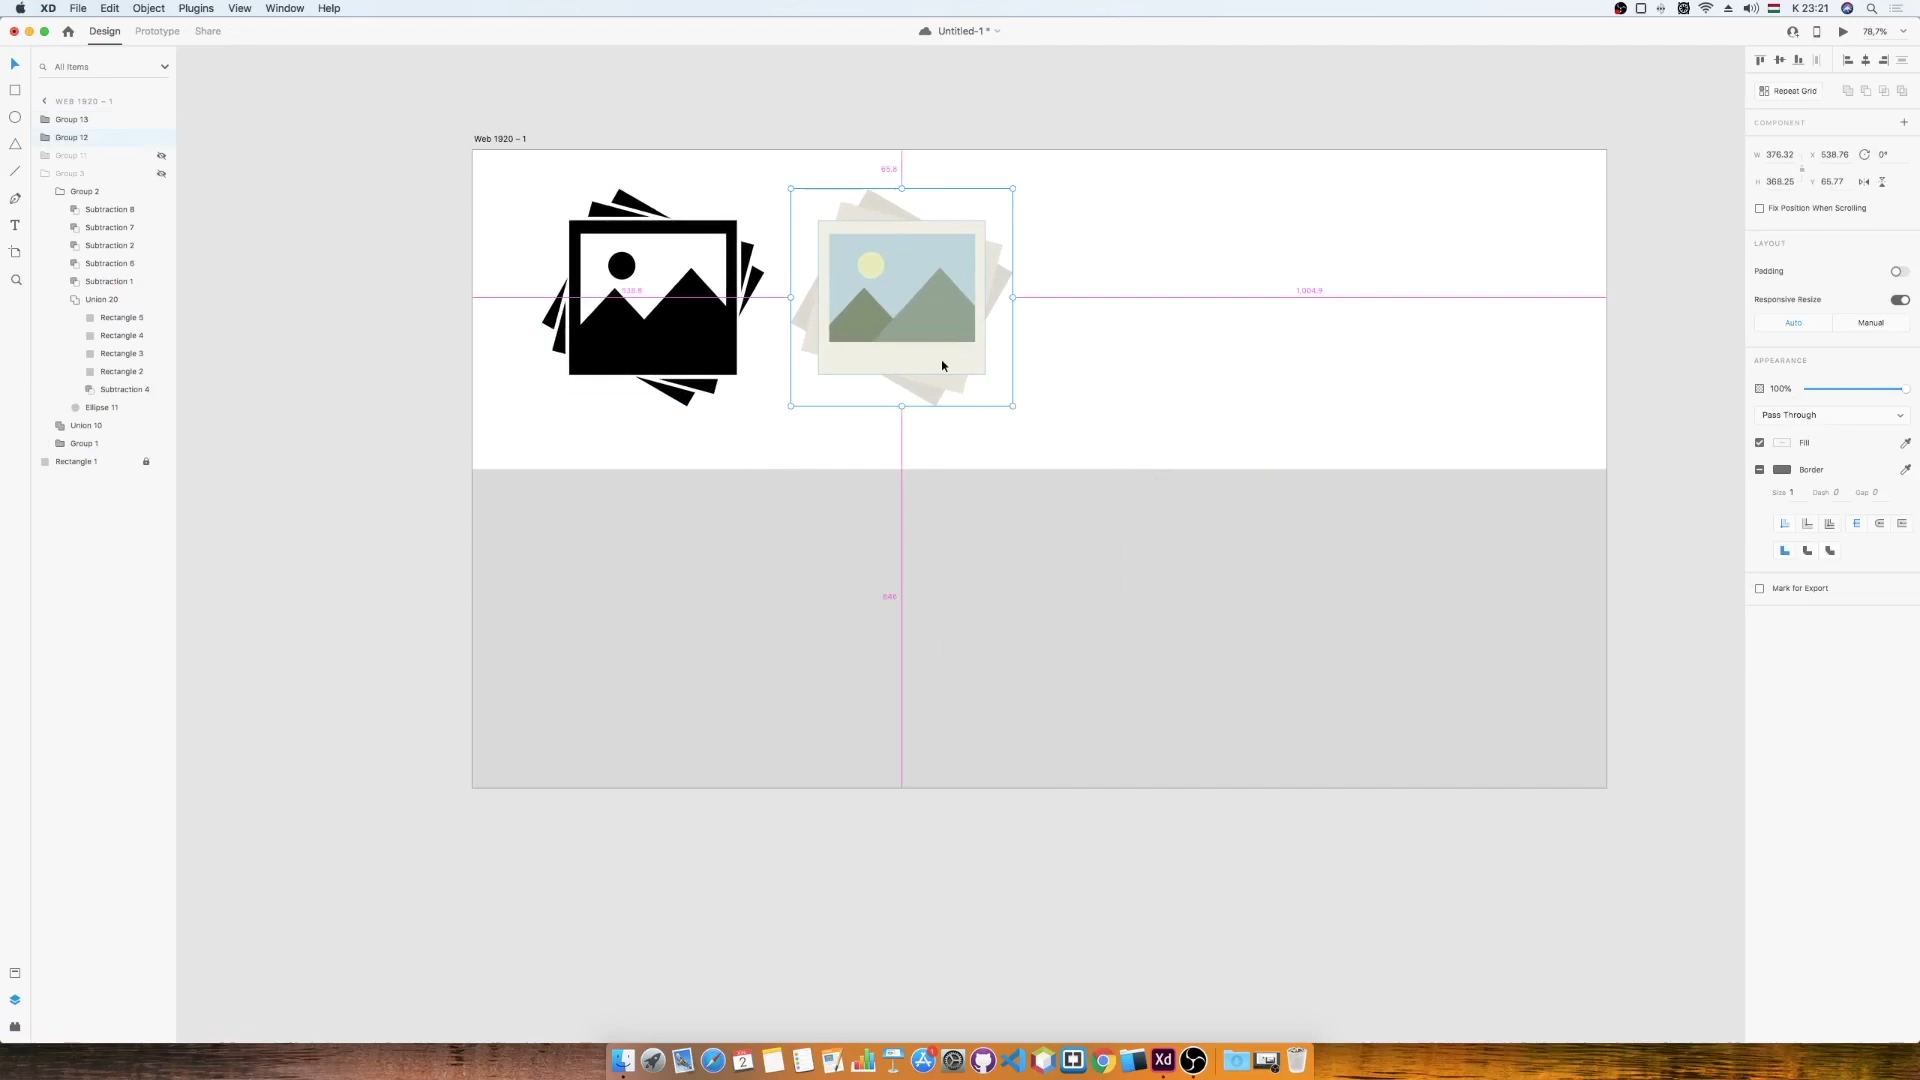 XD File Edit Object Plugins View Window Help
K 23:21
Design Prototype Share
Untitled-1 *
78,7%
All Items
WEB 1920 – 1
Group 13
Group 12
Group 11
Group 3
Group 2
Subtraction 8
Subtraction 7
Subtraction 2
Subtraction 6
Subtraction 1
Union 20
Rectangle 5
Rectangle 4
Rectangle 3
Rectangle 2
Subtraction 4
Ellipse 11
Union 10
Group 1
Rectangle 1
Web 1920 – 1
65.8
538.8
1,004.9
646
Repeat Grid
COMPONENT
W 376.32 X 538.76 0°
H 368.25 Y 65.77
Fix Position When Scrolling
LAYOUT
Padding
Responsive Resize
Auto Manual
APPEARANCE
100%
Pass Through
Fill
Border
Size 1 Dash 0 Gap 0
Mark for Export
2
Xd